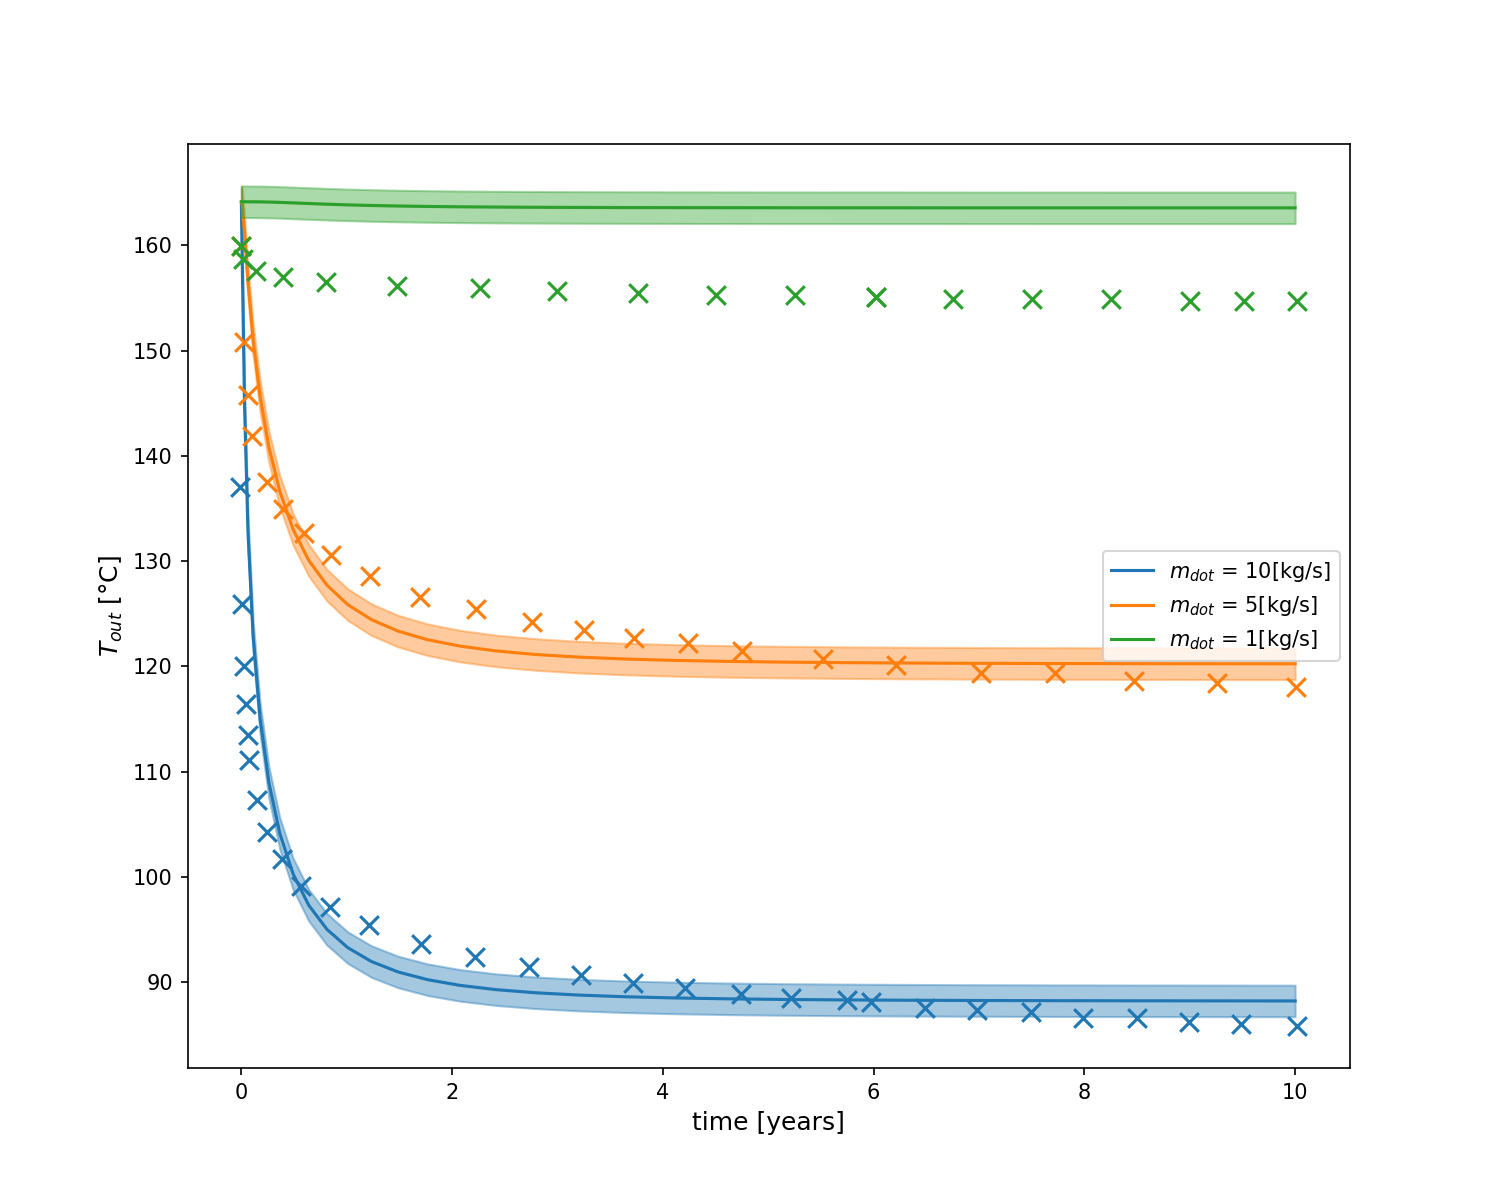 160
150
140
130
120
110
100
90
T_out [°C]
m_dot = 10[kg/s]
m_dot = 5[kg/s]
m_dot = 1[kg/s]
0 2 4 6 8 10
time [years]